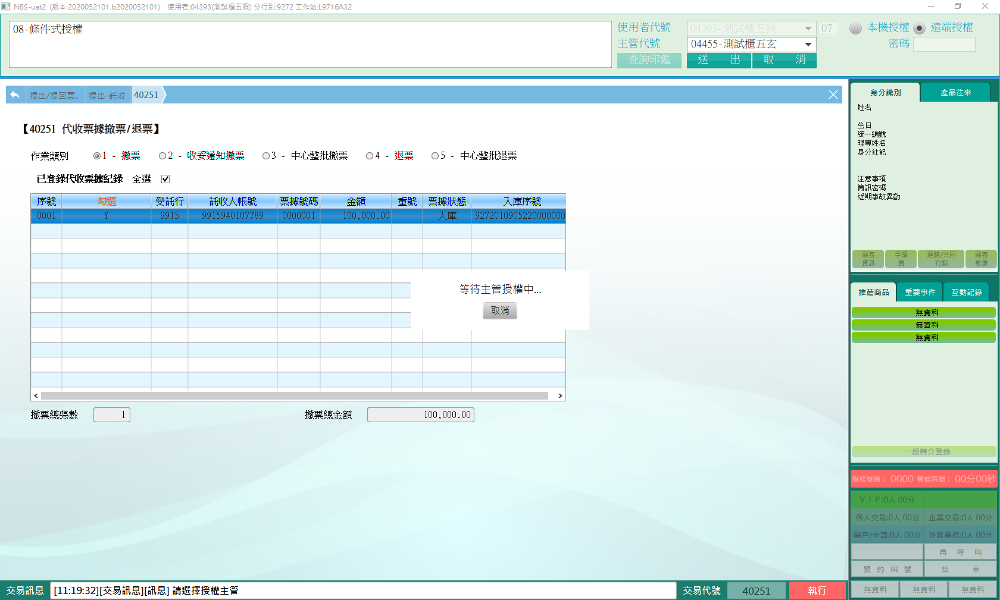 NBS-uat2 (版本:2020052101.b2020052101) 使用者:04393(測試櫃五猴) 分行別:9272 工作站:L9716A32
08-條件式授權
使用者代號 04393-測試櫃五猴 07 本機授權 遠端授權
主管代號 04455-測試櫃五玄 密碼
查詢印鑑 送 出 取 消
提出/提回票.. 提出-託收 40251
【40251 代收票據撤票/退票】
作業類別 1 - 撤票 2 - 收妥通知撤票 3 - 中心整批撤票 4 - 退票 5 - 中心整批退票
已登錄代收票據紀錄 全選
序號 勾選 受託行 託收人帳號 票據號碼 金額 重號 票據狀態 入庫序號
0001 Y 9915 9915940107789 0000001 100,000.00 入庫 9272010905220000000
等待主管授權中...
取消
撤票總張數 1 撤票總金額 100,000.00
交易訊息 [11:19:32][交易訊息][訊息] 請選擇授權主管 交易代號 40251 執行
身分識別 產品往來
姓名
生日
統一編號
理專姓名
身分註記
注意事項
簡訊密碼
近期事故異動
顧客資訊 手續費 通路/共同行銷 顧客影像
推薦商品 重要事件 互動記錄
無資料
無資料
無資料
一般轉介登錄
服務號碼: 0000 等候時間: 00分00秒
VIP:0人 00分
個人交易:0人 00分 企業交易:0人 00分
開戶/申請:0人 00分 外匯業務:0人 00分
再 呼 叫
預 約 叫 號 結 束
無資料 無資料 無資料